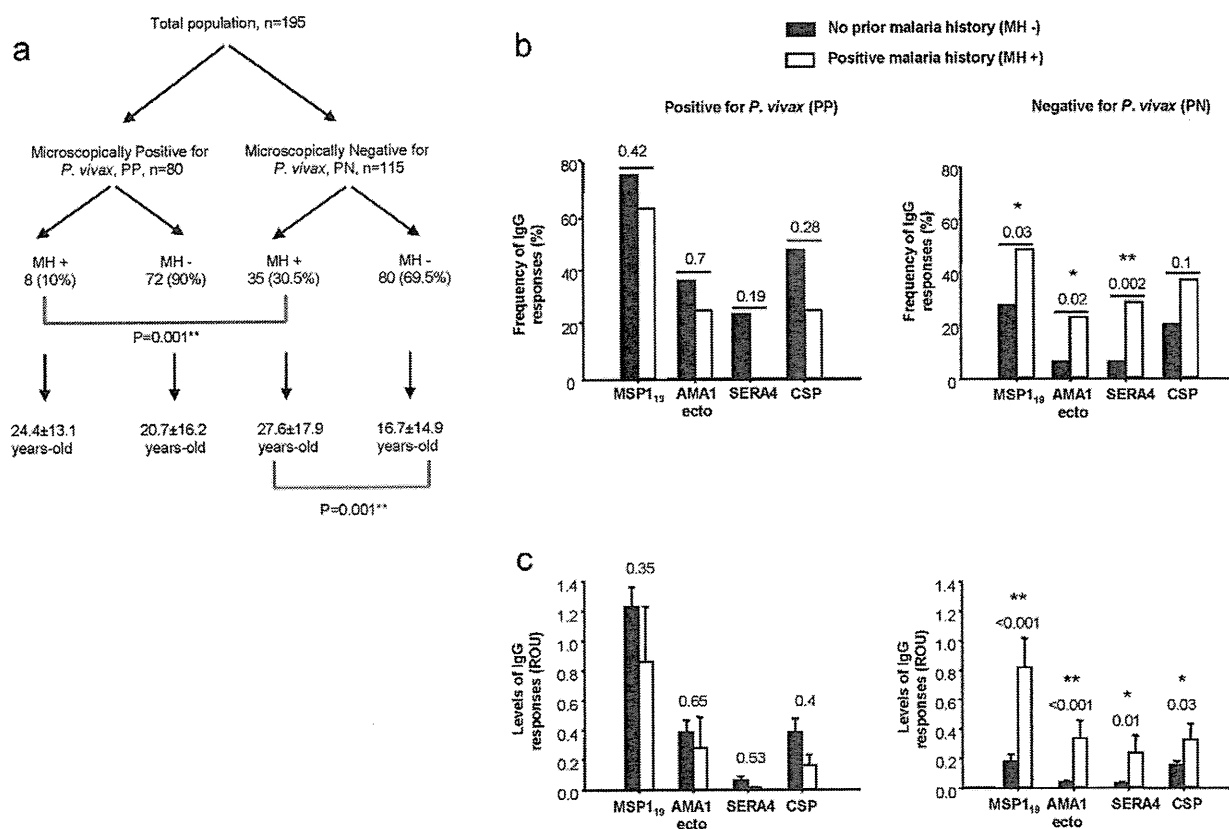 a
Total population, n=195
Microscopically Positive for
P. vivax, PP, n=80
Microscopically Negative for
P. vivax, PN, n=115
MH +
8 (10%)
MH -
72 (90%)
MH +
35 (30.5%)
MH -
80 (69.5%)
P=0.001**
24.4±13.1
years-old
20.7±16.2
years-old
27.6±17.9
years-old
16.7±14.9
years-old
P=0.001**
b
No prior malaria history (MH -)
Positive malaria history (MH +)
Positive for P. vivax (PP)
Frequency of IgG
responses (%)
80
60
40
20
0
0.42
0.7
0.19
0.28
MSP1₁₉
AMA1
ecto
SERA4
CSP
Negative for P. vivax (PN)
Frequency of IgG
responses (%)
80
60
40
20
0
*
0.03
*
0.02
**
0.002
0.1
MSP1₁₉
AMA1
ecto
SERA4
CSP
c
Levels of IgG
responses (ROU)
1.4
1.2
1.0
0.8
0.6
0.4
0.2
0.0
0.35
0.65
0.53
0.4
MSP1₁₉
AMA1
ecto
SERA4
CSP
Levels of IgG
responses (ROU)
1.4
1.2
1.0
0.8
0.6
0.4
0.2
0.0
**
<0.001
**
<0.001
*
0.01
*
0.03
MSP1₁₉
AMA1
ecto
SERA4
CSP